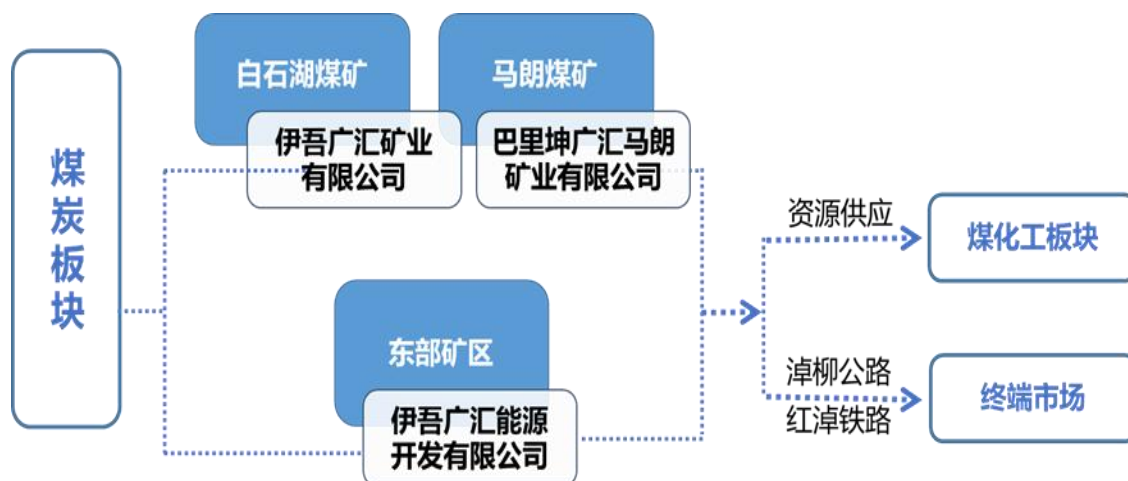 煤炭板块
白石湖煤矿
伊吾广汇矿业
有限公司
马朗煤矿
巴里坤广汇马朗
矿业有限公司
东部矿区
伊吾广汇能源
开发有限公司
资源供应
煤化工板块
淖柳公路
红淖铁路
终端市场